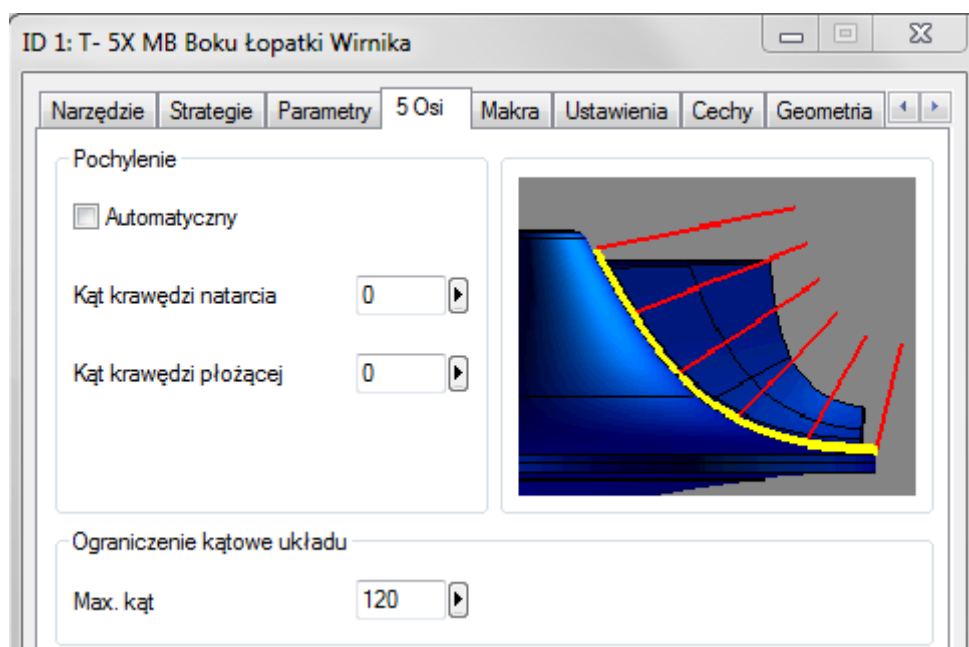 ID 1: T- 5X MB Boku Łopatki Wirnika
Narzędzie Strategie Parametry 5 Osi Makra Ustawienia Cechy Geometria
Pochylenie
Automatyczny
Kąt krawędzi natarcia 0
Kąt krawędzi płożącej 0
Ograniczenie kątowe układu
Max. kąt 120